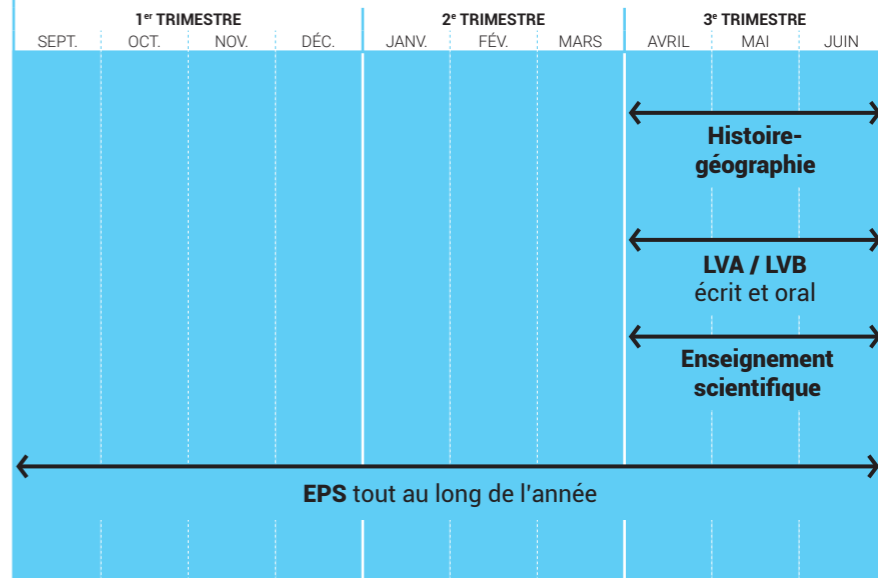 1er TRIMESTRE 2e TRIMESTRE 3e TRIMESTRE
SEPT. OCT. NOV. DÉC. JANV. FÉV. MARS AVRIL MAI JUIN
Histoire-
géographie
LVA / LVB
écrit et oral
Enseignement
scientifique
EPS tout au long de l'année